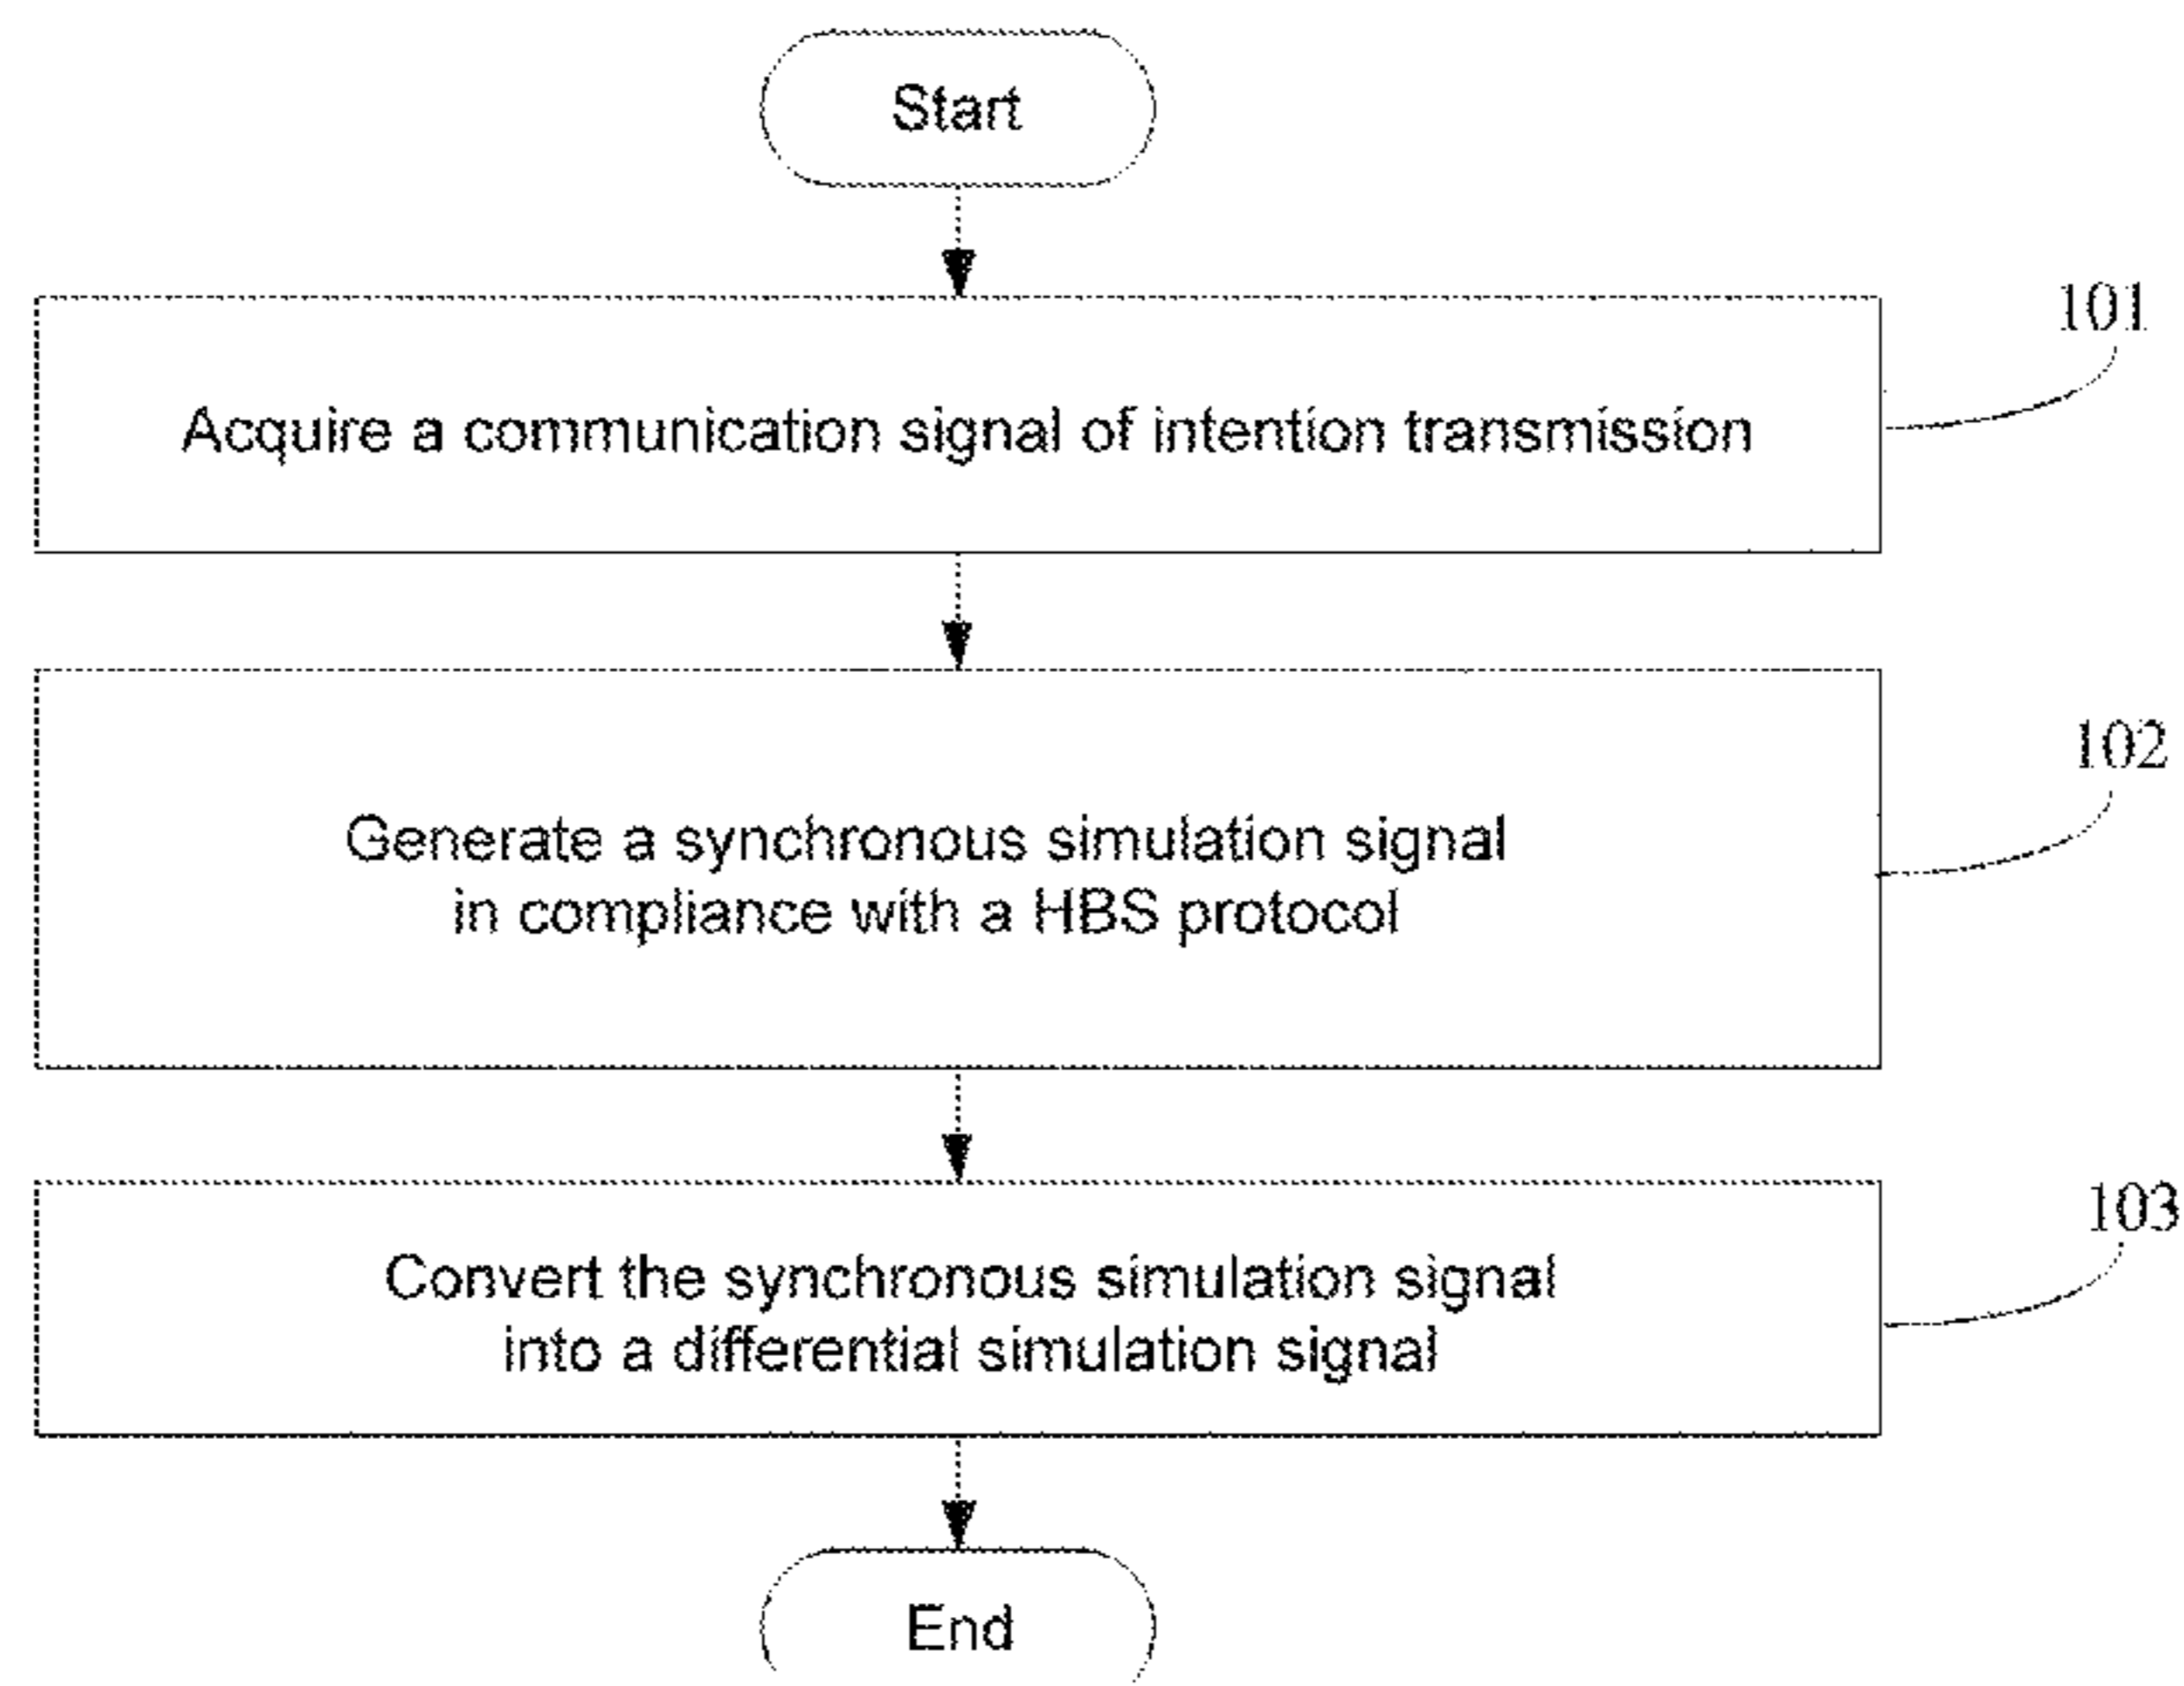 Start
101
Acquire a communication signal of intention transmission
102
Generate a synchronous simulation signal
in compliance with a HBS protocol
103
Convert the synchronous simulation signal
into a differential simulation signal
End